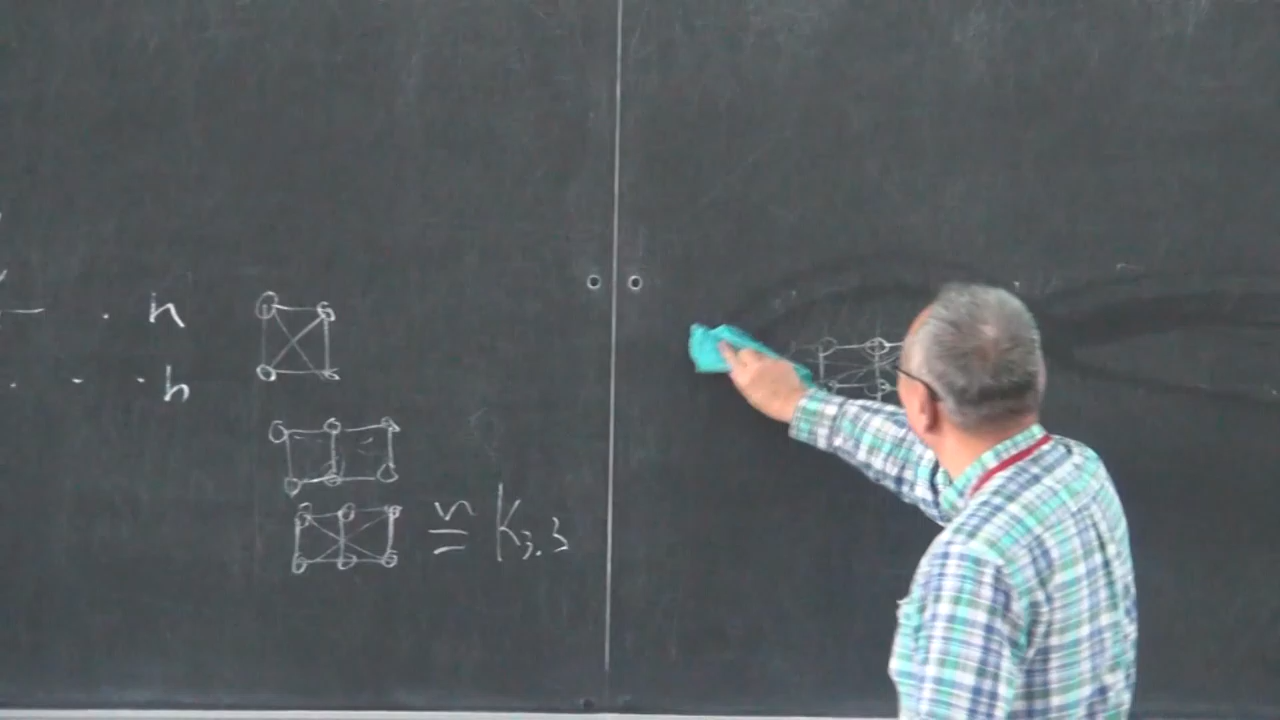 — · n
· - · h
≅ K3.3